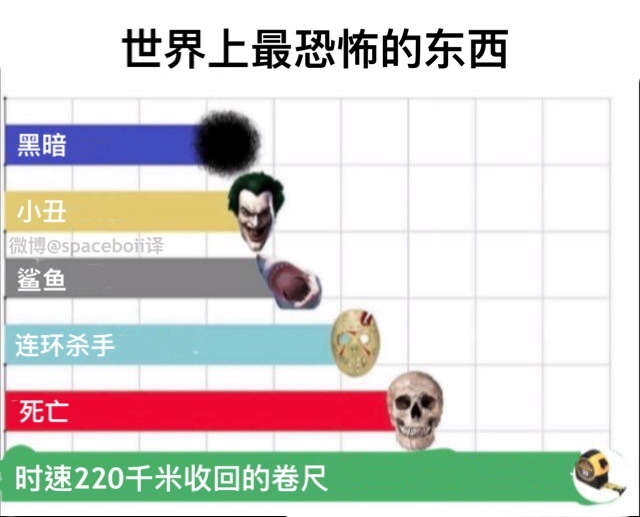 世界上最恐怖的东西
黑暗
小丑
微博@spaceboii译
鲨鱼
连环杀手
死亡
时速220千米收回的卷尺